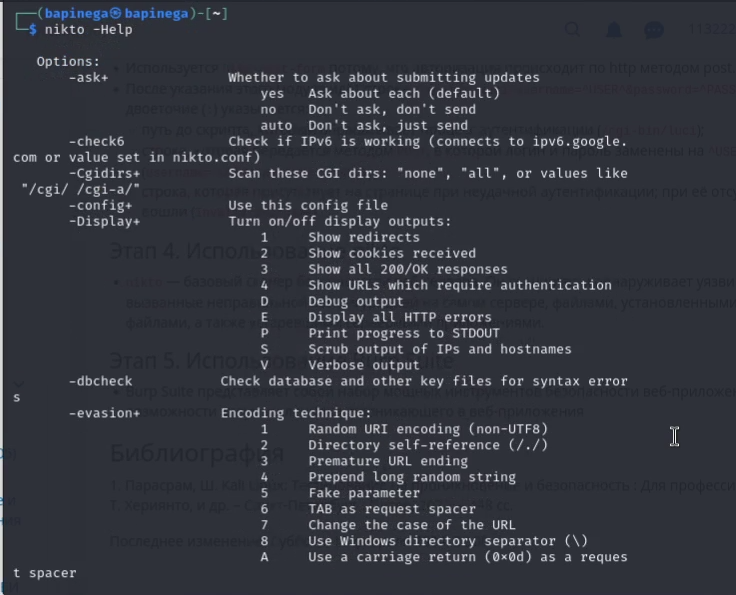 ┌──(bapinega㉿bapinega)-[~]
└─$ nikto -Help
Options:
-ask+ Whether to ask about submitting updates
yes Ask about each (default)
no Don't ask, don't send
auto Don't ask, just send
-check6 Check if IPv6 is working (connects to ipv6.google.
com or value set in nikto.conf)
-Cgidirs+ Scan these CGI dirs: "none", "all", or values like
"/cgi/ /cgi-a/"
-config+ Use this config file
-Display+ Turn on/off display outputs:
1 Show redirects
2 Show cookies received
3 Show all 200/OK responses
4 Show URLs which require authentication
D Debug output
E Display all HTTP errors
P Print progress to STDOUT
S Scrub output of IPs and hostnames
V Verbose output
-dbcheck Check database and other key files for syntax error
s
-evasion+ Encoding technique:
1 Random URI encoding (non-UTF8)
2 Directory self-reference (/./)
3 Premature URL ending
4 Prepend long random string
5 Fake parameter
6 TAB as request spacer
7 Change the case of the URL
8 Use Windows directory separator (\)
A Use a carriage return (0x0d) as a reques
t spacer
Этап 4.
Этап 5.
Библиография